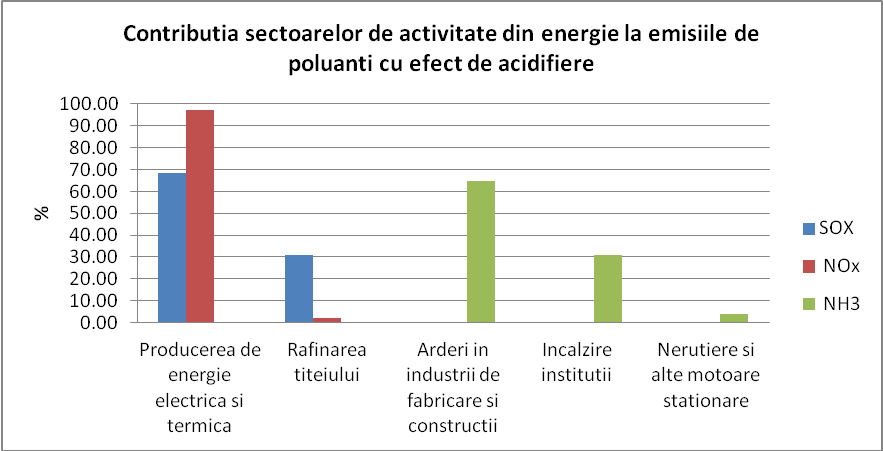 Contributia sectoarelor de activitate din energie la emisiile de
poluanti cu efect de acidifiere
100.00
90.00
80.00
70.00
60.00
50.00
40.00
30.00
20.00
10.00
0.00
%
Producerea de
energie
electrica si
termica
Rafinarea
titeiului
Arderi in
industrii de
fabricare si
constructii
Incalzire
institutii
Nerutiere si
alte motoare
stationare
SOX
NOx
NH3